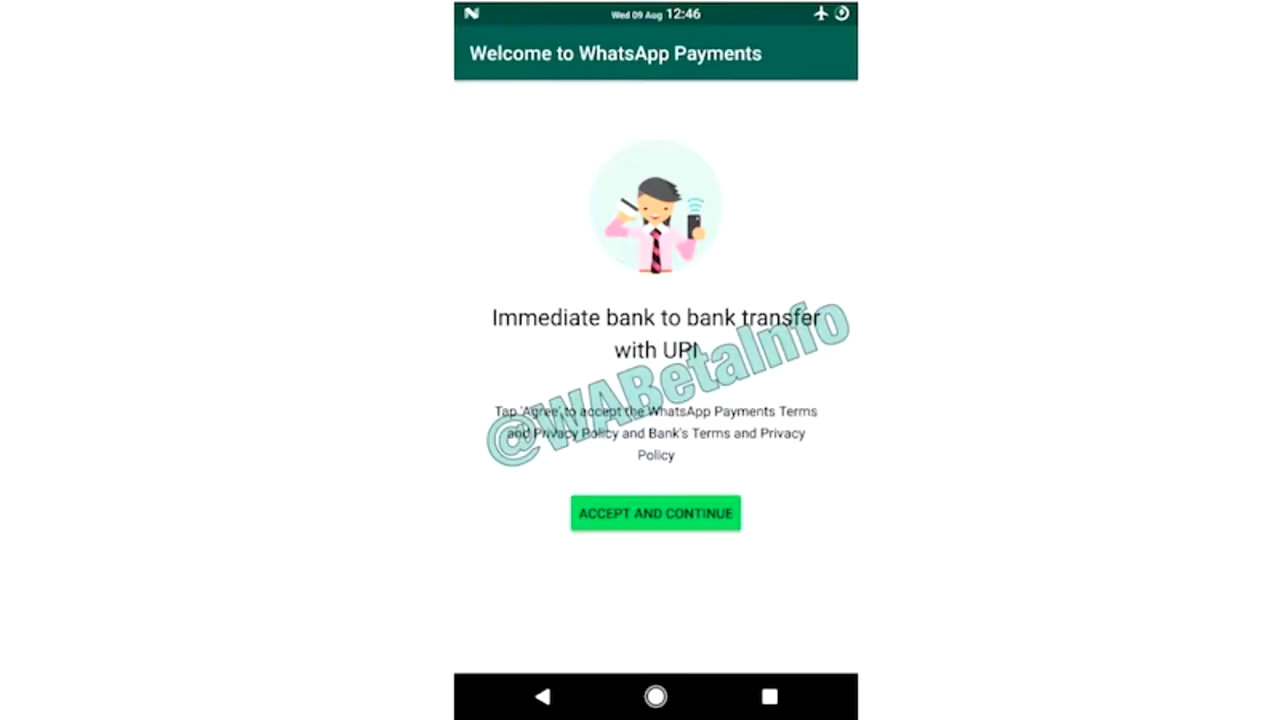 Wed 09 Aug 12:46
Welcome to WhatsApp Payments
Immediate bank to bank transfer
with UPI
@WABetaInfo
Tap 'Agree' to accept the WhatsApp Payments Terms
and Privacy Policy and Bank's Terms and Privacy
Policy
ACCEPT AND CONTINUE